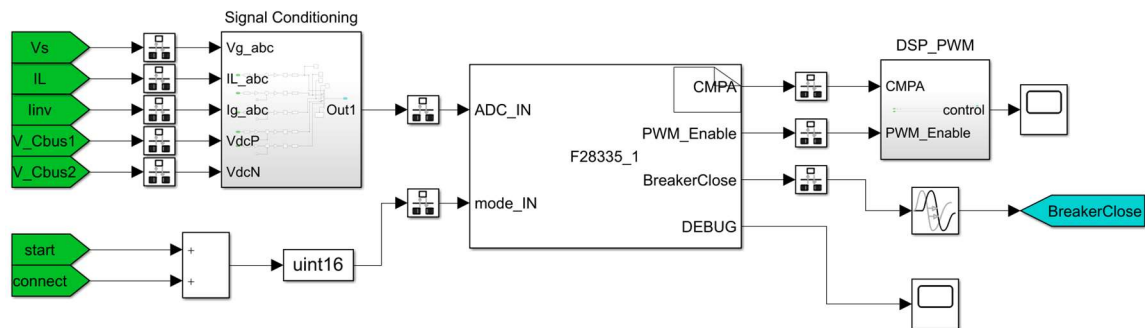 Signal Conditioning
Vs
Vg_abc
IL
IL_abc
Iinv
Ig_abc
Out1
V_Cbus1
VdcP
V_Cbus2
VdcN
start
connect
+
+
uint16
ADC_IN
mode_IN
F28335_1
CMPA
PWM_Enable
BreakerClose
DEBUG
DSP_PWM
CMPA
control
PWM_Enable
BreakerClose